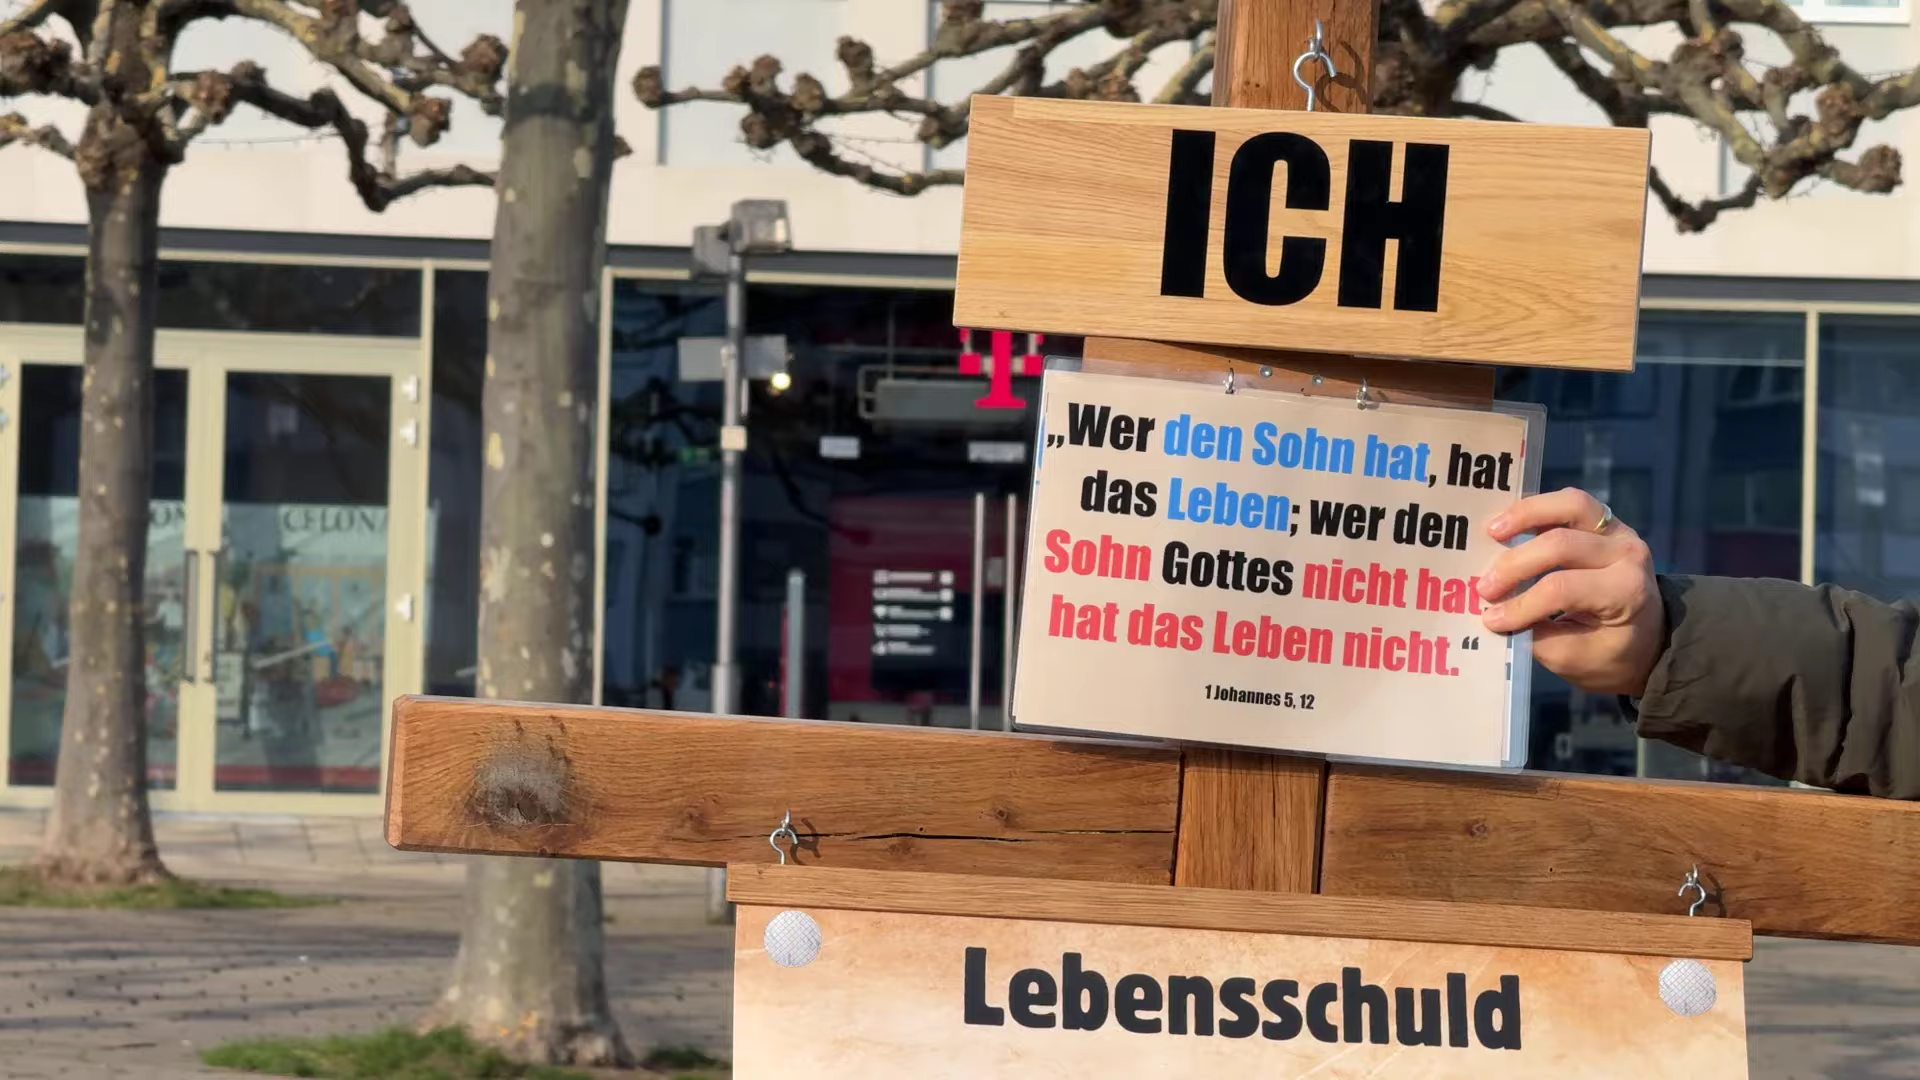 ICH
„Wer den Sohn hat, hat
das Leben; wer den
Sohn Gottes nicht hat,
hat das Leben nicht.“
1 Johannes 5, 12
Lebensschuld